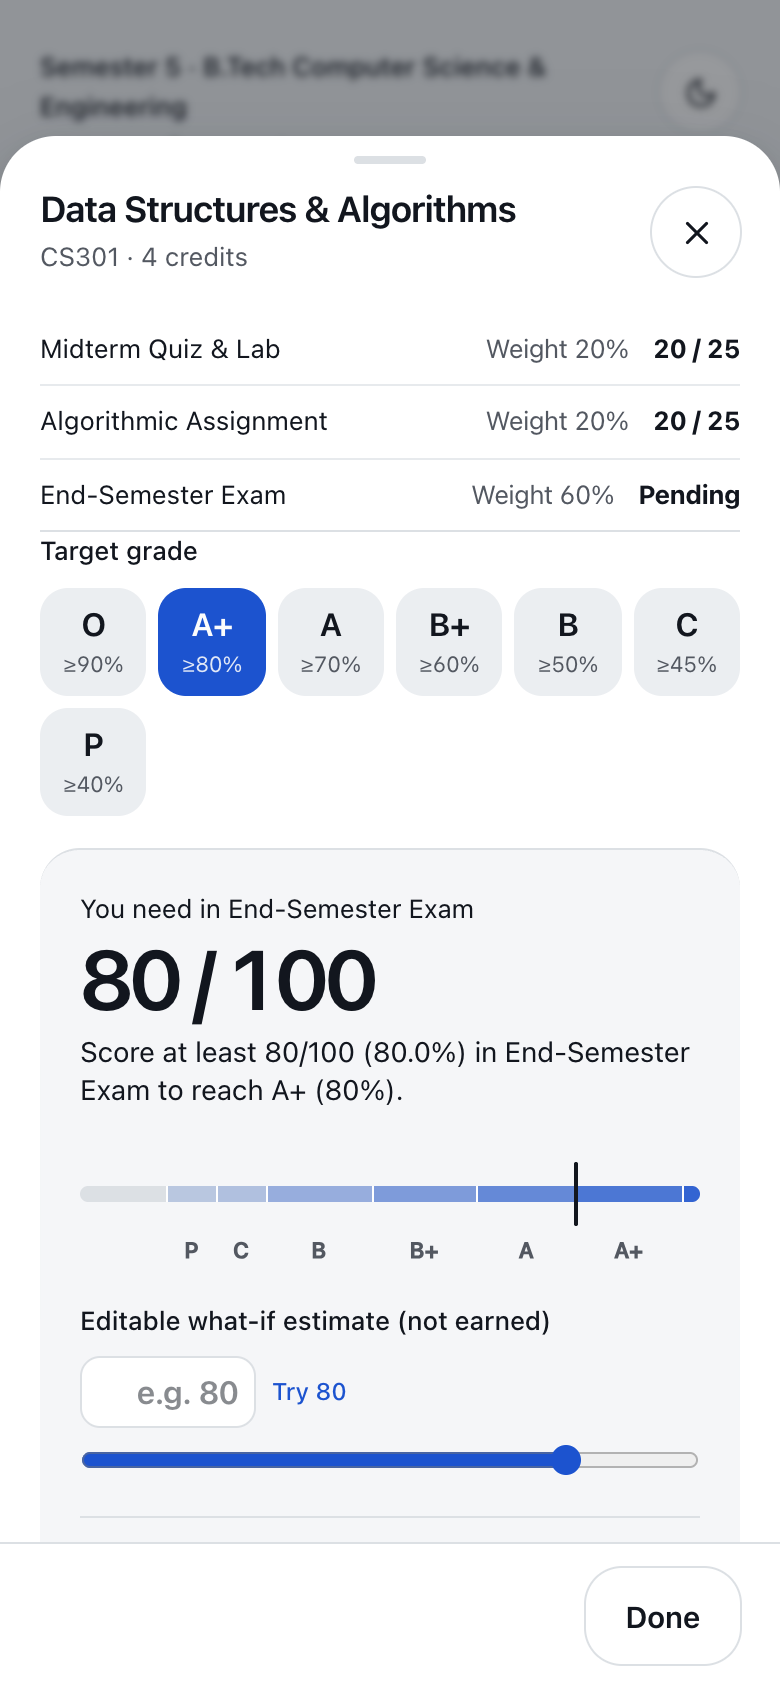 Semester 5 · B.Tech Computer Science &
Engineering
Data Structures & Algorithms
CS301 · 4 credits
Midterm Quiz & Lab Weight 20% 20 / 25
Algorithmic Assignment Weight 20% 20 / 25
End-Semester Exam Weight 60% Pending
Target grade
O A+ A B+ B C
≥90% ≥80% ≥70% ≥60% ≥50% ≥45%
P
≥40%
You need in End-Semester Exam
80 / 100
Score at least 80/100 (80.0%) in End-Semester
Exam to reach A+ (80%).
P C B B+ A A+
Editable what-if estimate (not earned)
e.g. 80 Try 80
Done